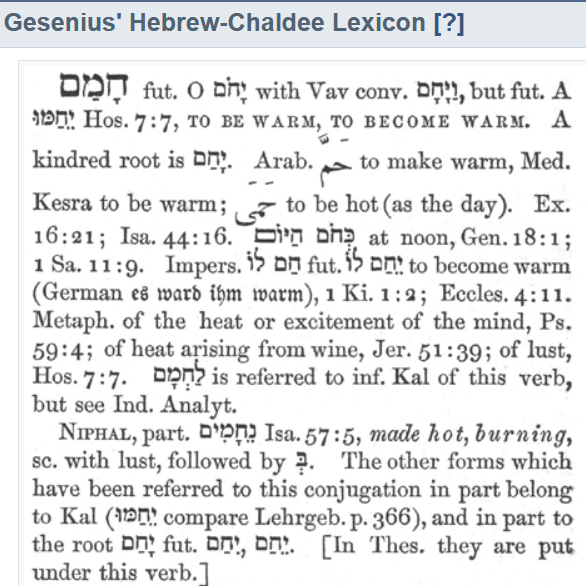 Gesenius' Hebrew-Chaldee Lexicon [?]
חָמַם fut. O יָחֹם with Vav conv. וַיָּחָם, but fut. A
יֵחַמּוּ Hos. 7:7, TO BE WARM, TO BECOME WARM. A
kindred root is יָחַם. Arab. حمّ to make warm, Med.
Kesra to be warm; حَمِىَ to be hot (as the day). Ex.
16:21; Isa. 44:16. כְּחֹם הַיּוֹם at noon, Gen. 18:1;
1 Sa. 11:9. Impers. חַם לוֹ fut. יֵחַם לוֹ to become warm
(German es ward ihm warm), 1 Ki. 1:2; Eccles. 4:11.
Metaph. of the heat or excitement of the mind, Ps.
59:4; of heat arising from wine, Jer. 51:39; of lust,
Hos. 7:7. לַחְמָם is referred to inf. Kal of this verb,
but see Ind. Analyt.
NIPHAL, part. נֵחָמִים Isa. 57:5, made hot, burning,
sc. with lust, followed by בְּ. The other forms which
have been referred to this conjugation in part belong
to Kal (יֵחַמּוּ compare Lehrgeb. p. 366), and in part to
the root יָחַם fut. יֵחַם, יִחַם. [In Thes. they are put
under this verb.]